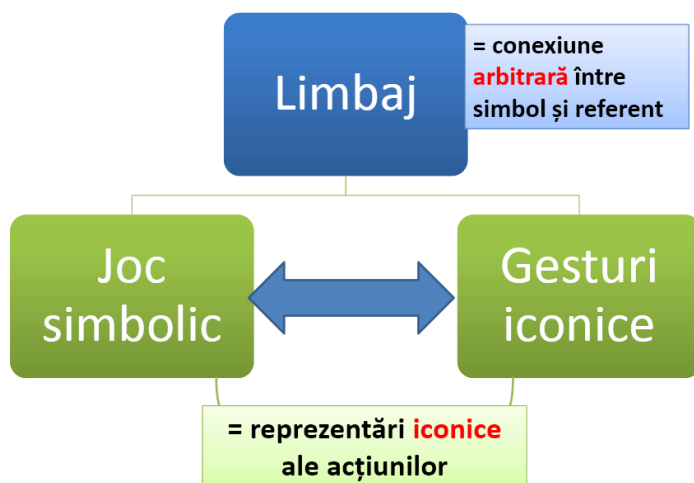 Limbaj
= conexiune
arbitrară între
simbol și referent
Joc
simbolic
Gesturi
iconice
= reprezentări iconice
ale acțiunilor